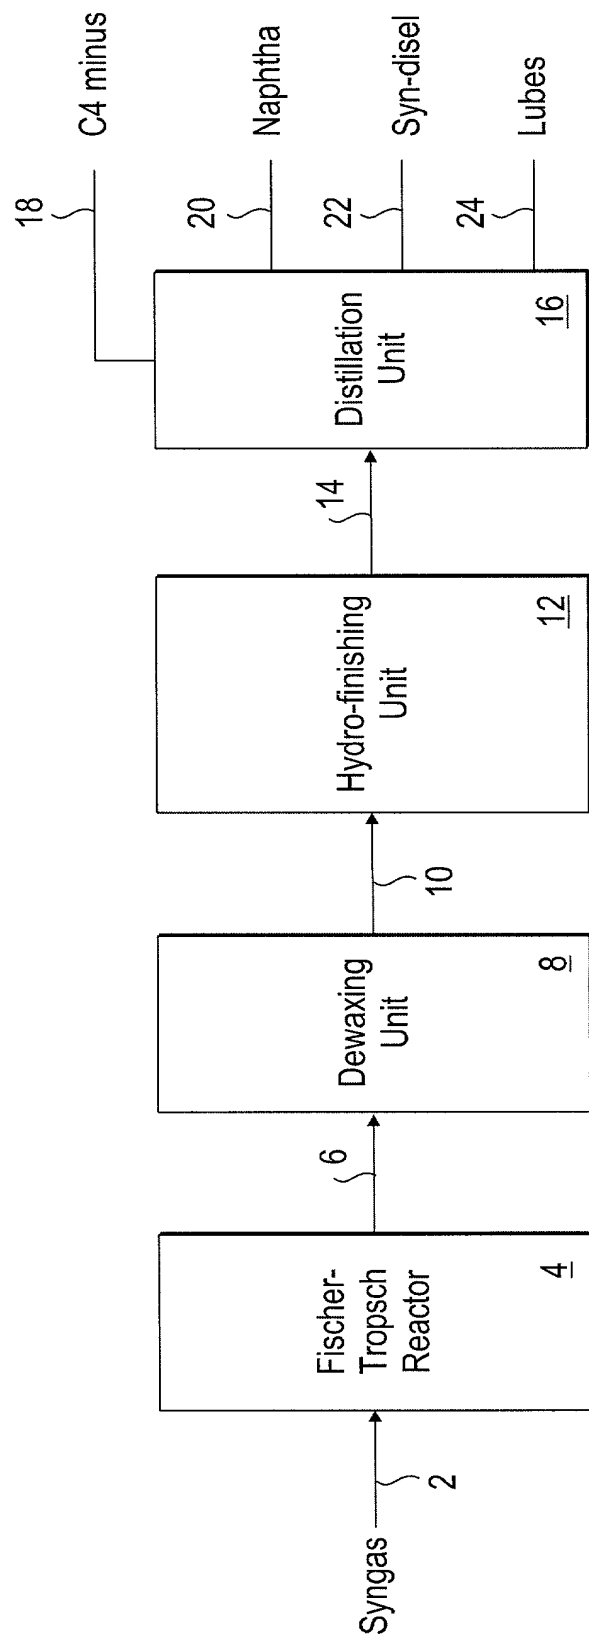 Syngas
2
Fischer-
Tropsch
Reactor
4
6
Dewaxing
Unit
8
10
Hydro-finishing
Unit
12
14
Distillation
Unit
16
18
C4 minus
20
Naphtha
22
Syn-disel
24
Lubes